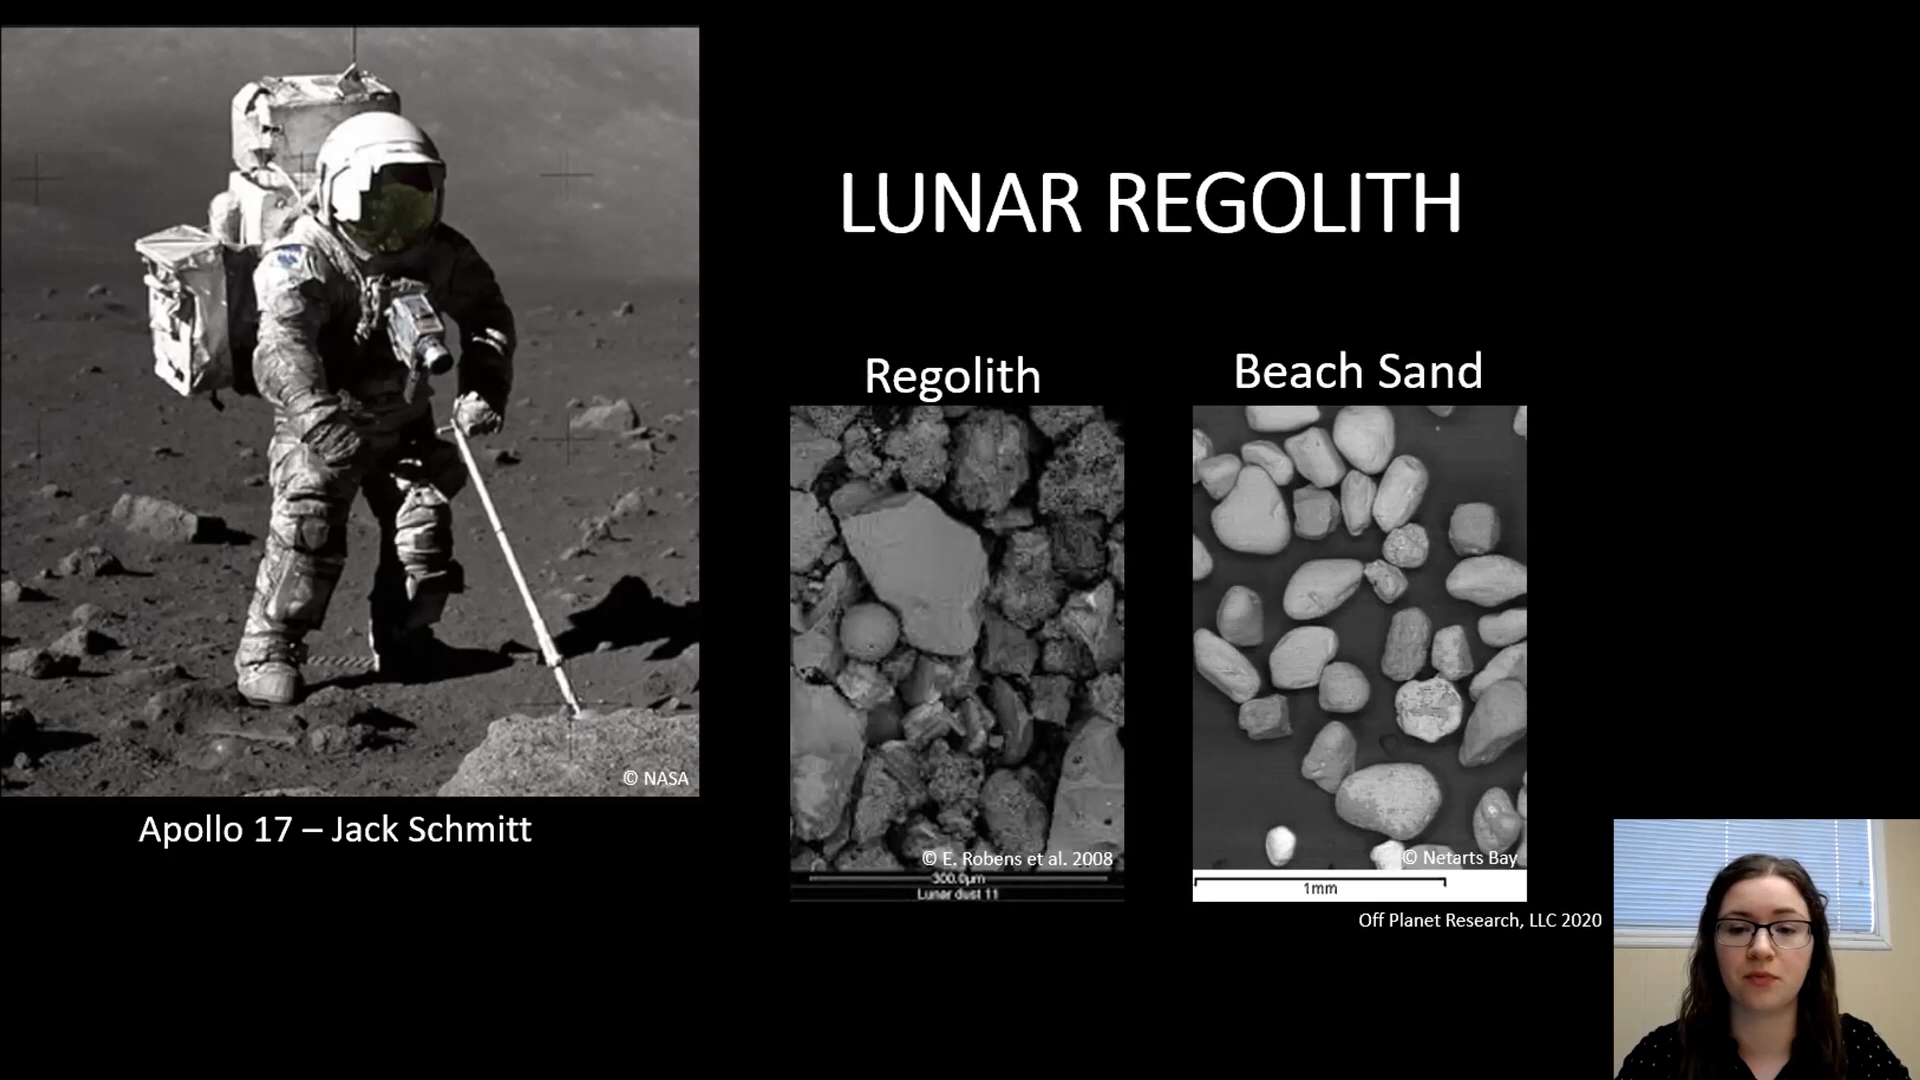 LUNAR REGOLITH
Regolith
Beach Sand
© NASA
Apollo 17 – Jack Schmitt
© E. Robens et al. 2008
300.0µm
Lunar dust 11
© Netarts Bay
1mm
Off Planet Research, LLC 2020